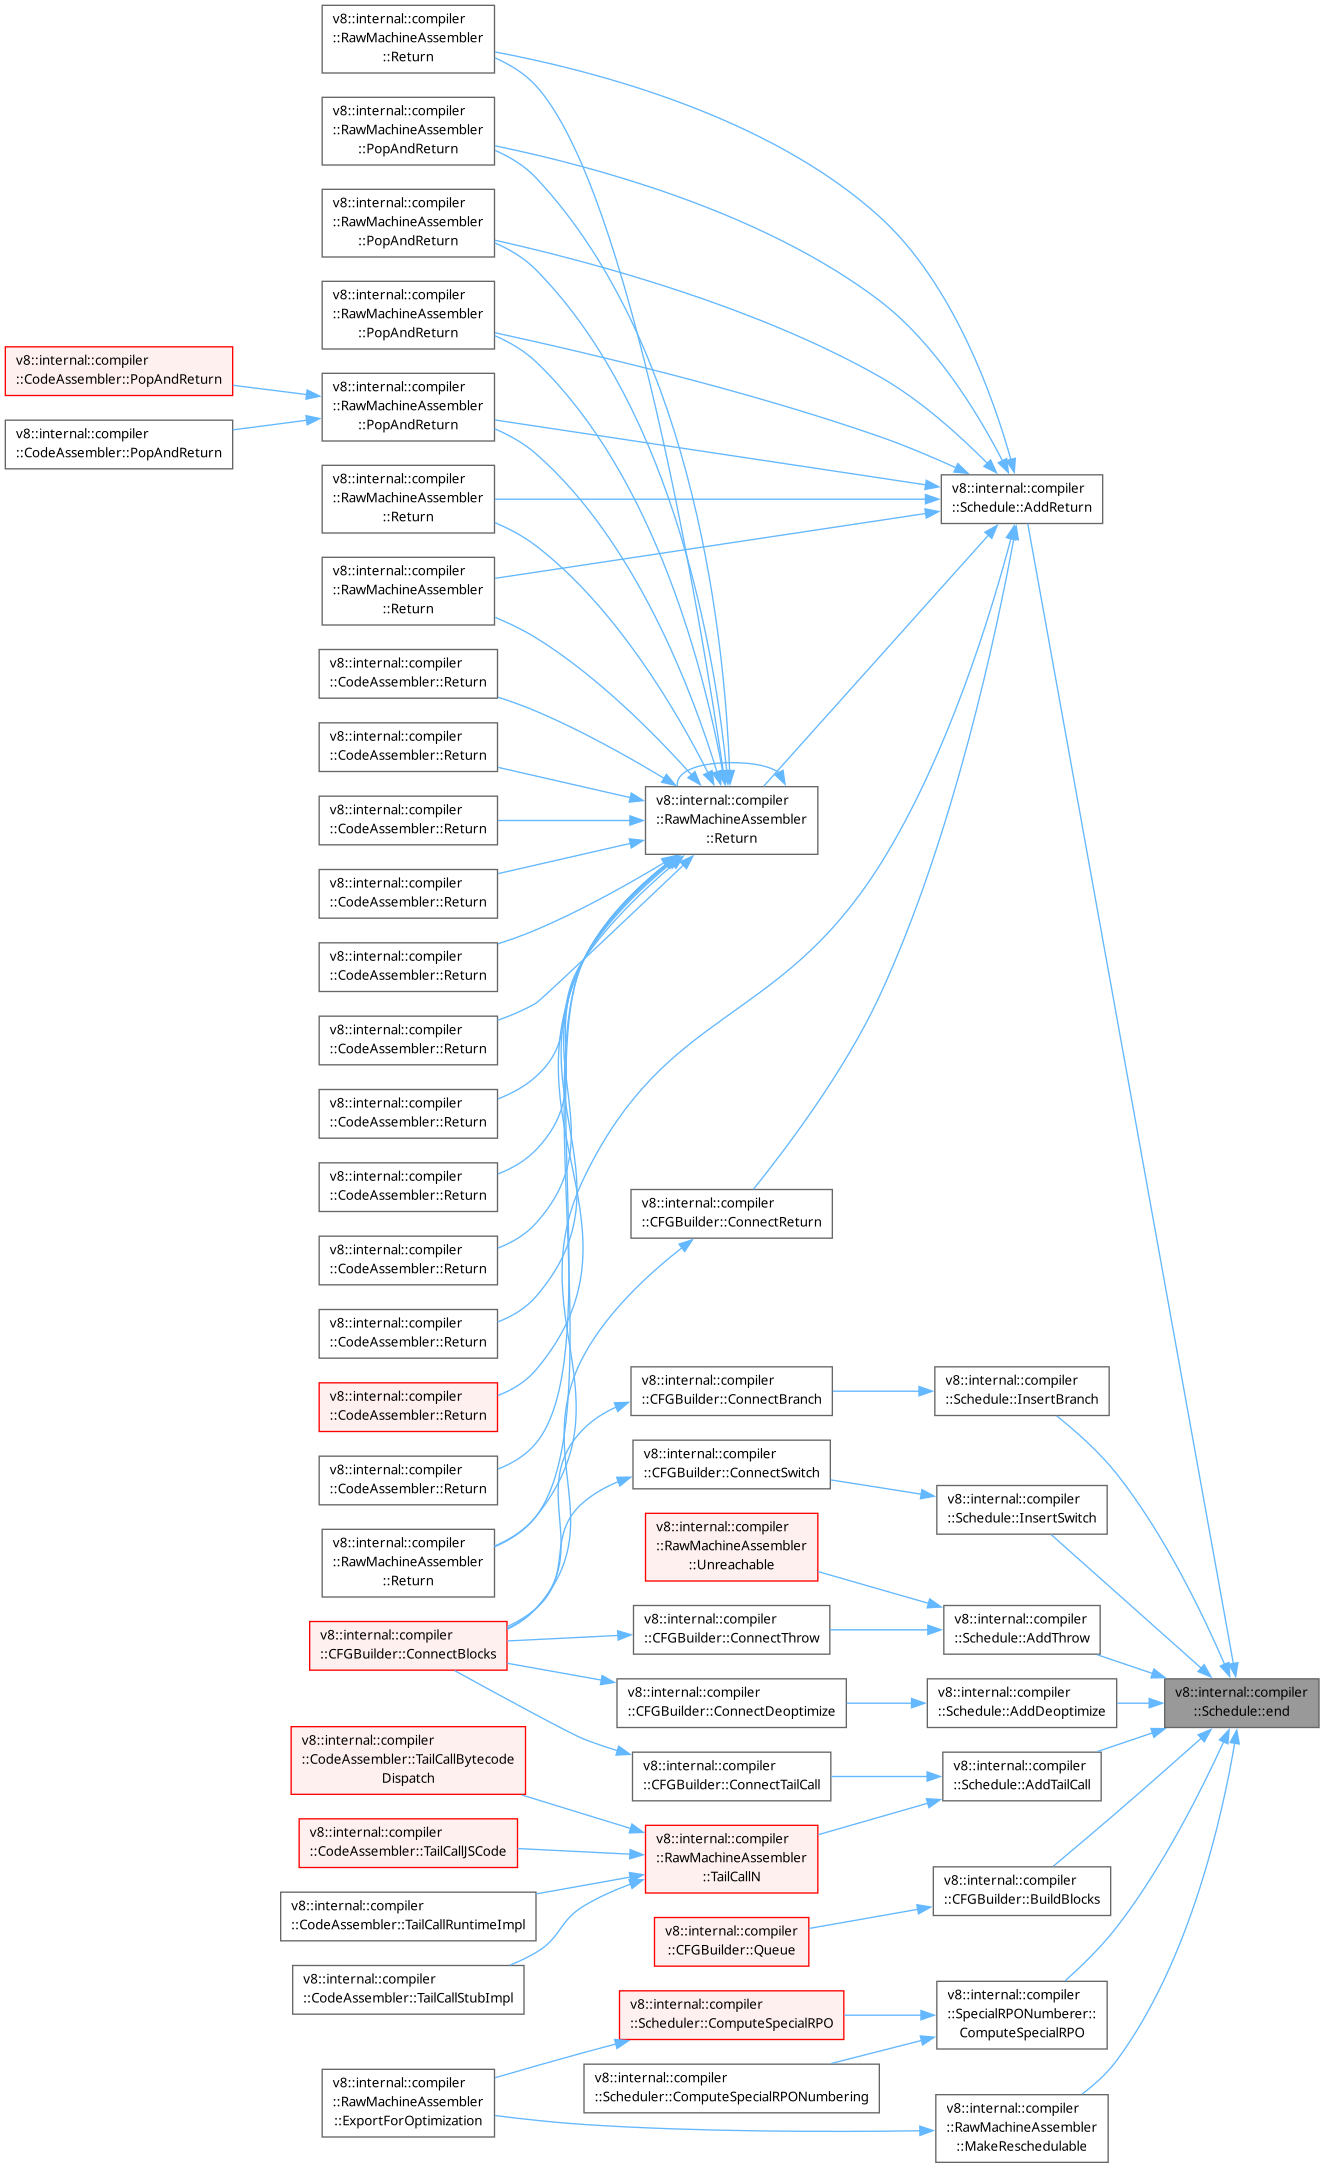 v8::internal::compiler
::RawMachineAssembler
::Return
v8::internal::compiler
::RawMachineAssembler
::PopAndReturn
v8::internal::compiler
::RawMachineAssembler
::PopAndReturn
v8::internal::compiler
::RawMachineAssembler
::PopAndReturn
v8::internal::compiler
::CodeAssembler::PopAndReturn
v8::internal::compiler
::CodeAssembler::PopAndReturn
v8::internal::compiler
::RawMachineAssembler
::PopAndReturn
v8::internal::compiler
::RawMachineAssembler
::Return
v8::internal::compiler
::Schedule::AddReturn
v8::internal::compiler
::RawMachineAssembler
::Return
v8::internal::compiler
::CodeAssembler::Return
v8::internal::compiler
::CodeAssembler::Return
v8::internal::compiler
::CodeAssembler::Return
v8::internal::compiler
::RawMachineAssembler
::Return
v8::internal::compiler
::CodeAssembler::Return
v8::internal::compiler
::CodeAssembler::Return
v8::internal::compiler
::CodeAssembler::Return
v8::internal::compiler
::CodeAssembler::Return
v8::internal::compiler
::CodeAssembler::Return
v8::internal::compiler
::CFGBuilder::ConnectReturn
v8::internal::compiler
::CodeAssembler::Return
v8::internal::compiler
::CodeAssembler::Return
v8::internal::compiler
::CodeAssembler::Return
v8::internal::compiler
::CFGBuilder::ConnectBranch
v8::internal::compiler
::Schedule::InsertBranch
v8::internal::compiler
::CodeAssembler::Return
v8::internal::compiler
::CFGBuilder::ConnectSwitch
v8::internal::compiler
::Schedule::InsertSwitch
v8::internal::compiler
::RawMachineAssembler
::Return
v8::internal::compiler
::RawMachineAssembler
::Unreachable
v8::internal::compiler
::CFGBuilder::ConnectBlocks
v8::internal::compiler
::CFGBuilder::ConnectThrow
v8::internal::compiler
::Schedule::AddThrow
v8::internal::compiler
::CFGBuilder::ConnectDeoptimize
v8::internal::compiler
::Schedule::AddDeoptimize
v8::internal::compiler
::Schedule::end
v8::internal::compiler
::CodeAssembler::TailCallBytecode
Dispatch
v8::internal::compiler
::CFGBuilder::ConnectTailCall
v8::internal::compiler
::Schedule::AddTailCall
v8::internal::compiler
::CodeAssembler::TailCallJSCode
v8::internal::compiler
::RawMachineAssembler
::TailCallN
v8::internal::compiler
::CodeAssembler::TailCallRuntimeImpl
v8::internal::compiler
::CFGBuilder::BuildBlocks
v8::internal::compiler
::CFGBuilder::Queue
v8::internal::compiler
::CodeAssembler::TailCallStubImpl
v8::internal::compiler
::Scheduler::ComputeSpecialRPO
v8::internal::compiler
::SpecialRPONumberer::
ComputeSpecialRPO
v8::internal::compiler
::RawMachineAssembler
::ExportForOptimization
v8::internal::compiler
::Scheduler::ComputeSpecialRPONumbering
v8::internal::compiler
::RawMachineAssembler
::MakeReschedulable